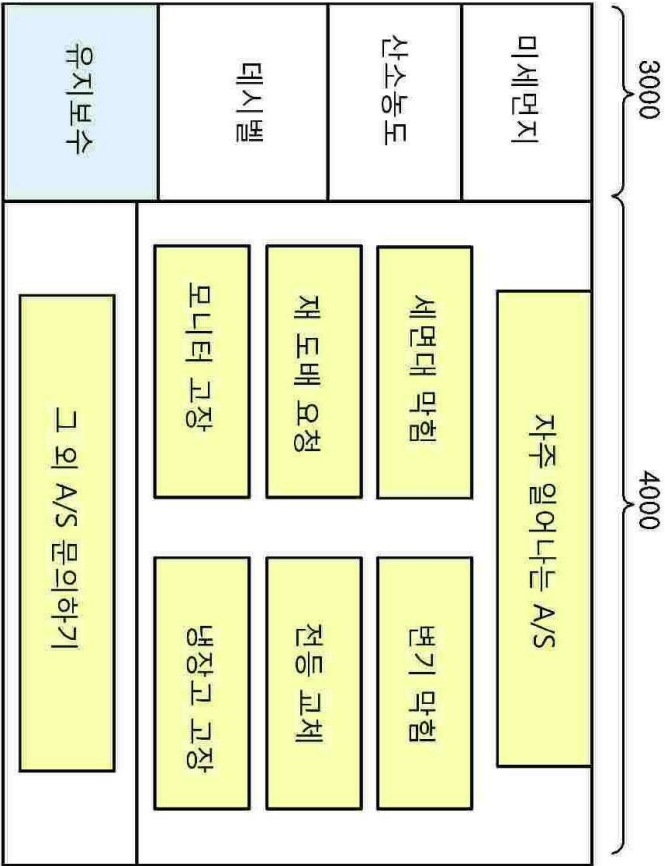 3000
4000
미세먼지
산소농도
데시벨
유지보수
자주 일어나는 A/S
세면대 막힘
변기 막힘
재 도배 요청
전등 교체
모니터 고장
냉장고 고장
그 외 A/S 문의하기